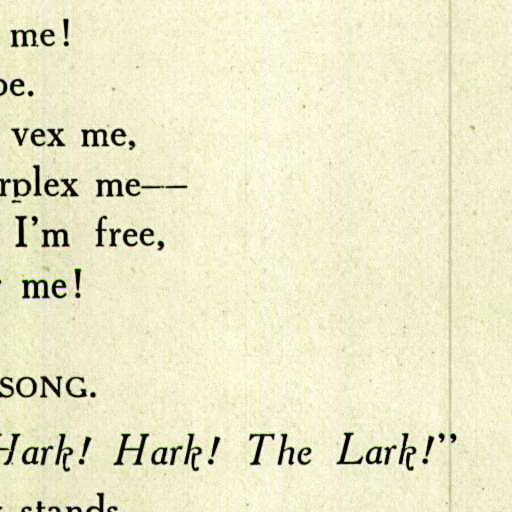 me!
be.
vex me,
rplex me—
I'm free,
me!
SONG.
Hark! Hark! The Lark!”
stands